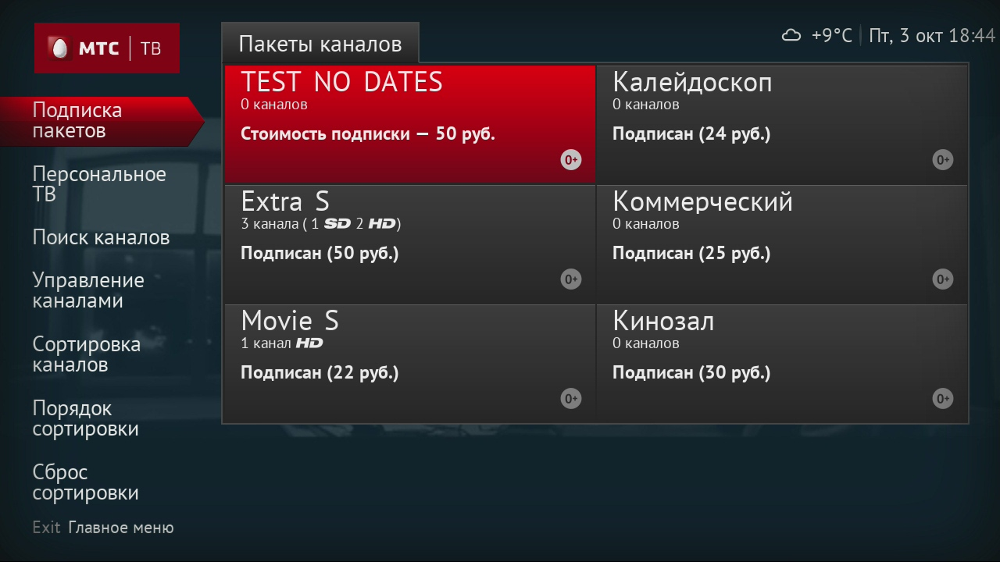 МТС | ТВ
Пакеты каналов
+9°C | Пт, 3 окт 18:44
Подписка
пакетов
Персональное
ТВ
Поиск каналов
Управление
каналами
Сортировка
каналов
Порядок
сортировки
Сброс
сортировки
Exit Главное меню
TEST NO DATES
0 каналов
Стоимость подписки — 50 руб.
0+
Калейдоскоп
0 каналов
Подписан (24 руб.)
0+
Extra S
3 канала ( 1 SD 2 HD)
Подписан (50 руб.)
0+
Коммерческий
0 каналов
Подписан (25 руб.)
0+
Movie S
1 канал HD
Подписан (22 руб.)
0+
Кинозал
0 каналов
Подписан (30 руб.)
0+